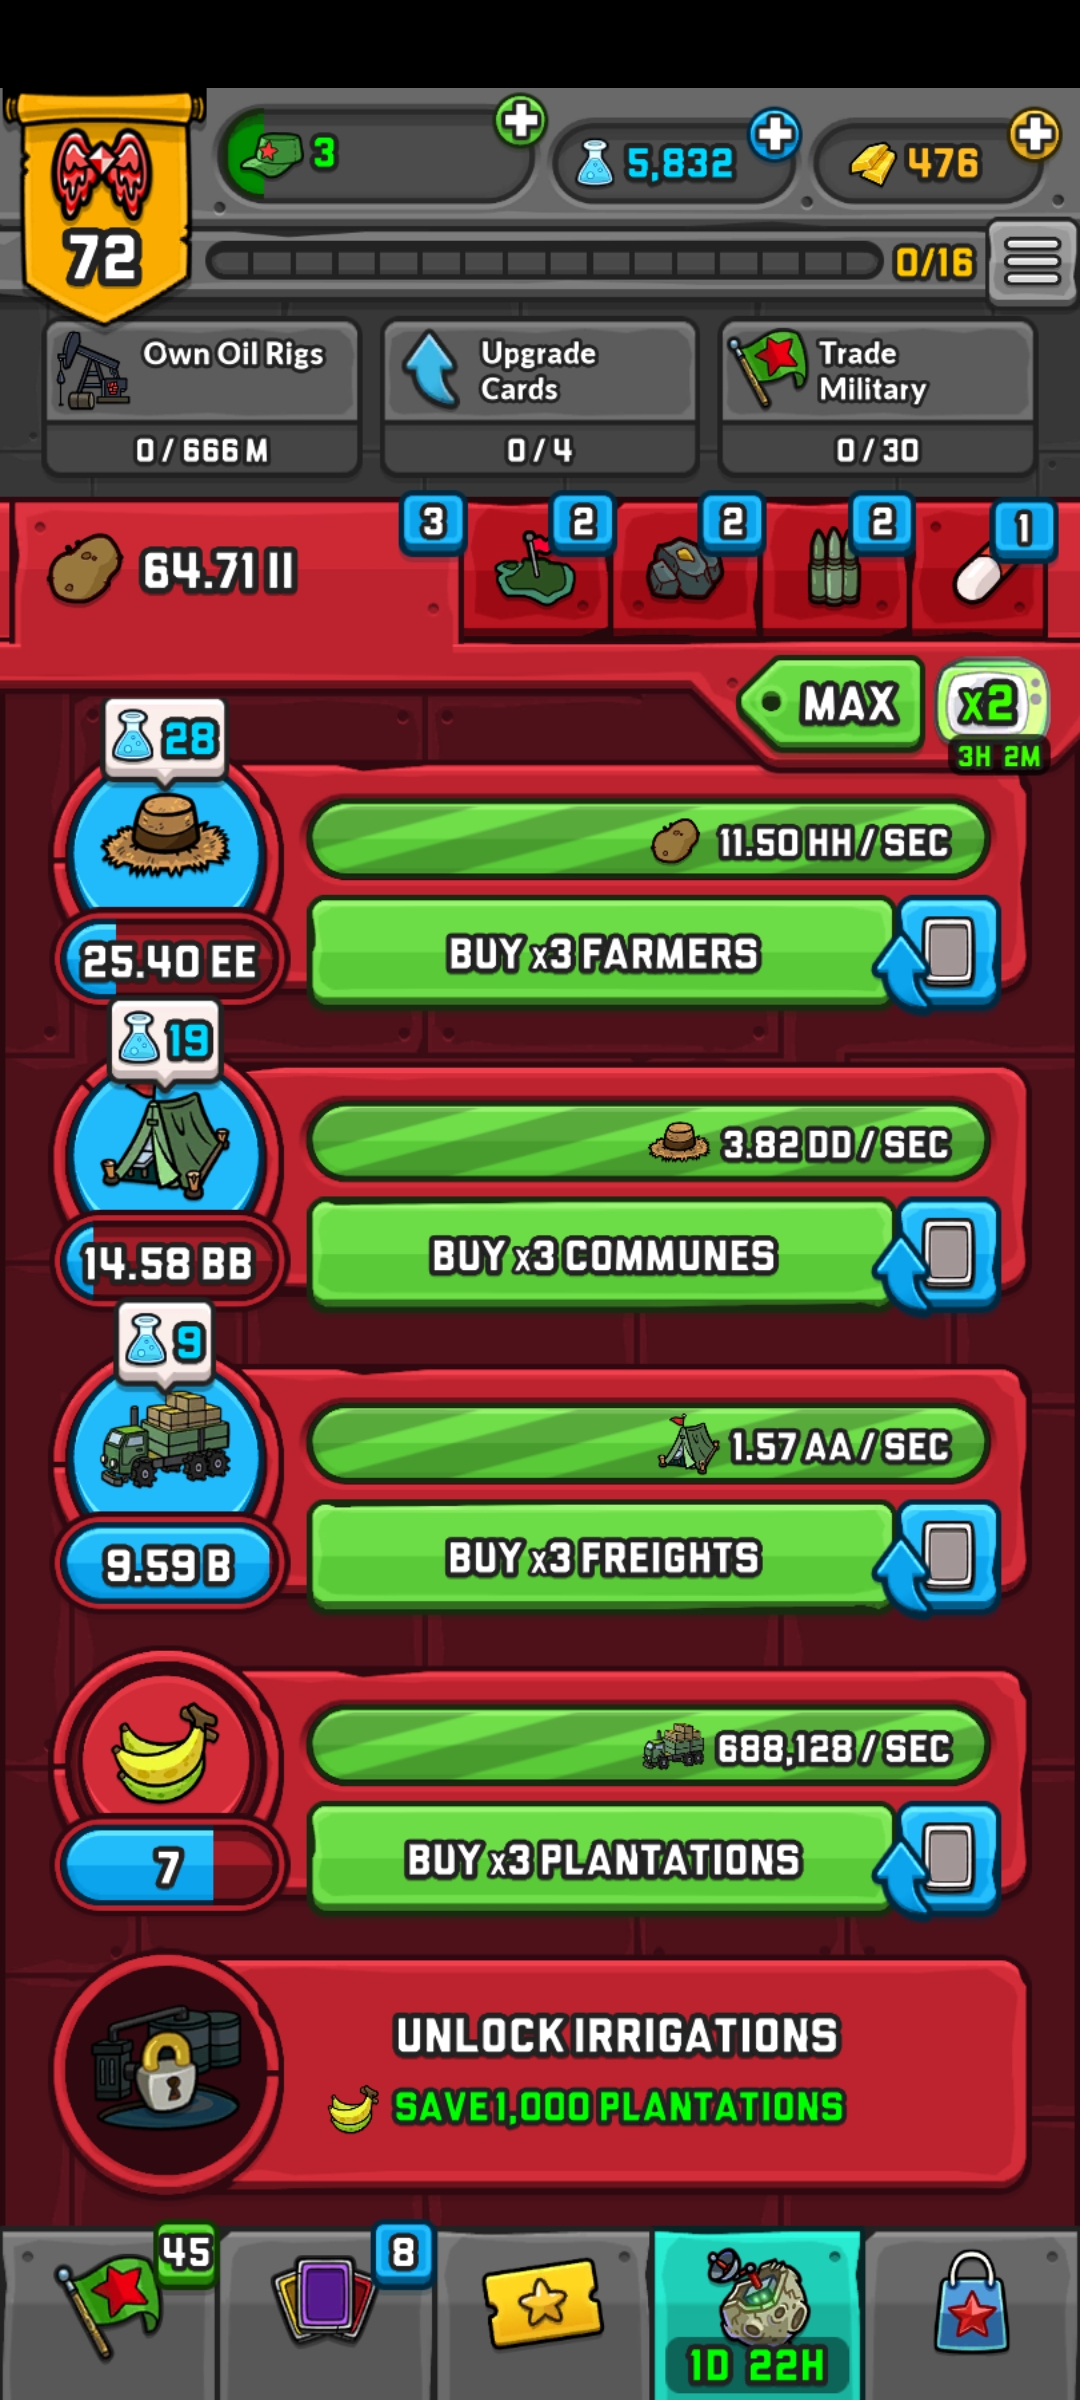 3
5,832
476
72
0/16
Own Oil Rigs
0 / 666 M
Upgrade
Cards
0 / 4
Trade
Military
0 / 30
64.71 II
3
2
2
2
1
MAX
x2
3H 2M
28
11.50 HH / SEC
25.40 EE
BUY x3 FARMERS
19
3.82 DD / SEC
14.58 BB
BUY x3 COMMUNES
9
1.57 AA / SEC
9.59 B
BUY x3 FREIGHTS
688,128 / SEC
7
BUY x3 PLANTATIONS
UNLOCK IRRIGATIONS
SAVE 1,000 PLANTATIONS
45
8
1D 22H